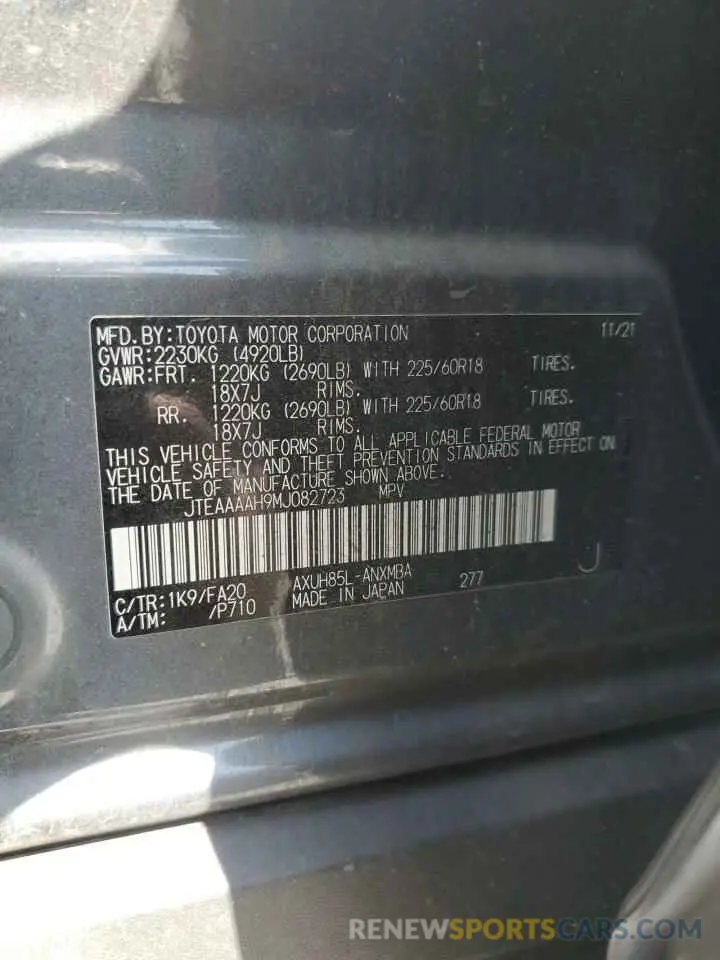 MFD.BY:TOYOTA MOTOR CORPORATION 11/21
GVWR:2230KG (4920LB)
GAWR:FRT. 1220KG (2690LB) WITH 225/60R18 TIRES.
18X7J RIMS.
RR. 1220KG (2690LB) WITH 225/60R18 TIRES.
18X7J RIMS.
THIS VEHICLE CONFORMS TO ALL APPLICABLE FEDERAL MOTOR
VEHICLE SAFETY AND THEFT PREVENTION STANDARDS IN EFFECT ON
THE DATE OF MANUFACTURE SHOWN ABOVE.
JTEAAAAH9MJ082723 MPV
C/TR:1K9/FA20 AXUH85L-ANXMBA 277 J
A/TM: /P710 MADE IN JAPAN
RENEWSPORTSCARS.COM